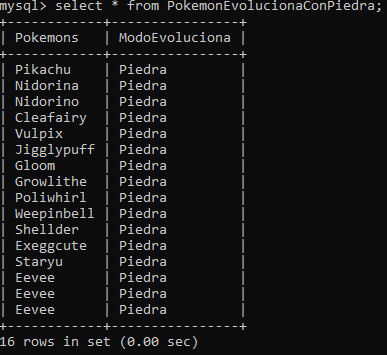 mysql> select * from PokemonEvolucionaConPiedra;
+------------+----------------+
| Pokemons   | ModoEvoluciona |
+------------+----------------+
| Pikachu    | Piedra         |
| Nidorina   | Piedra         |
| Nidorino   | Piedra         |
| Cleafairy  | Piedra         |
| Vulpix     | Piedra         |
| Jigglypuff | Piedra         |
| Gloom      | Piedra         |
| Growlithe  | Piedra         |
| Poliwhirl  | Piedra         |
| Weepinbell | Piedra         |
| Shellder   | Piedra         |
| Exeggcute  | Piedra         |
| Staryu     | Piedra         |
| Eevee      | Piedra         |
| Eevee      | Piedra         |
| Eevee      | Piedra         |
+------------+----------------+
16 rows in set (0.00 sec)